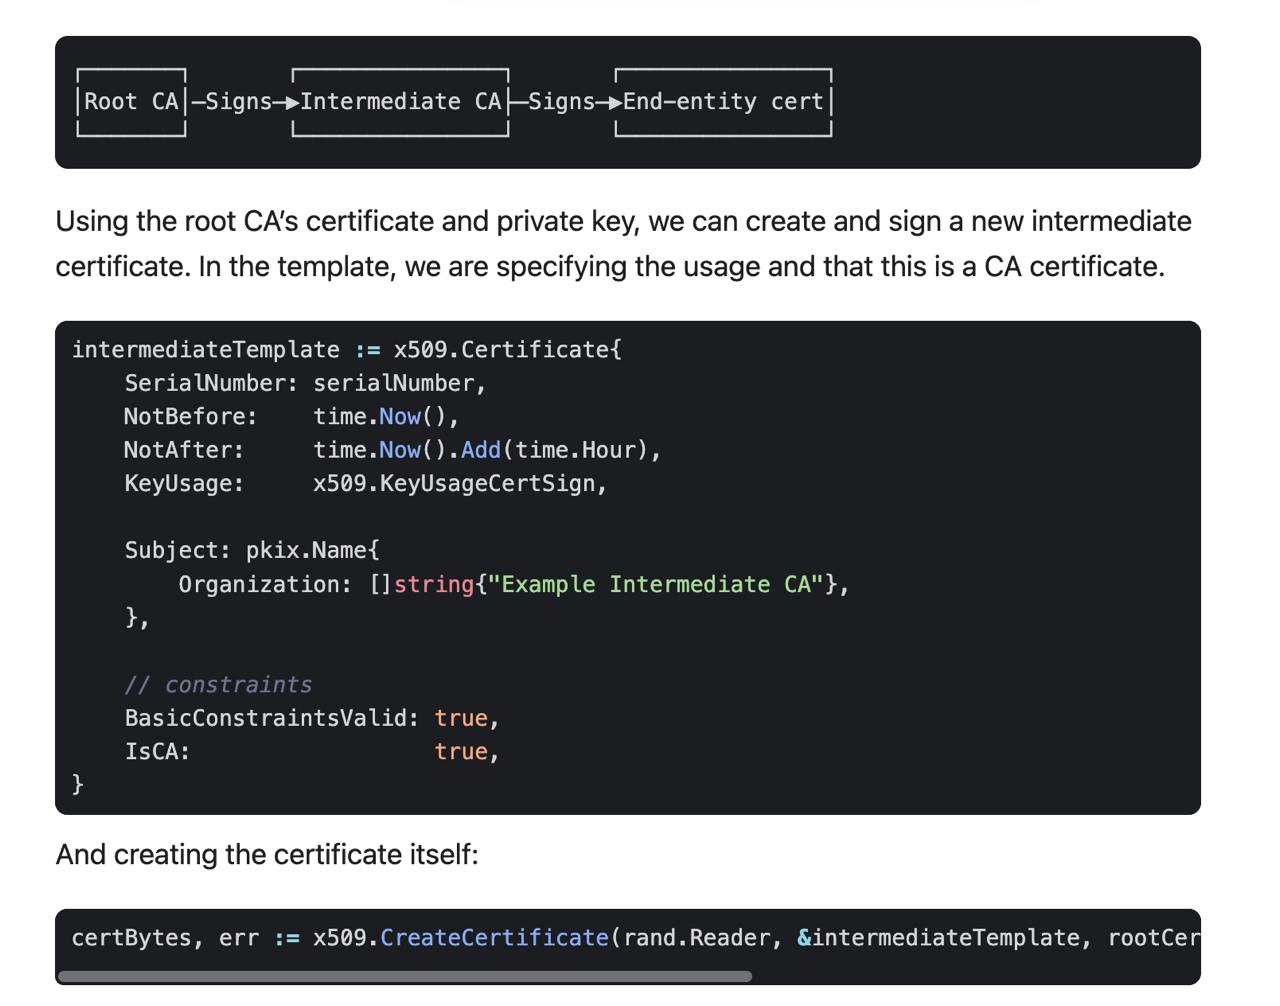 Root CA—Signs—▶Intermediate CA—Signs—▶End-entity cert
Using the root CA’s certificate and private key, we can create and sign a new intermediate
certificate. In the template, we are specifying the usage and that this is a CA certificate.
intermediateTemplate := x509.Certificate{
    SerialNumber: serialNumber,
    NotBefore:    time.Now(),
    NotAfter:     time.Now().Add(time.Hour),
    KeyUsage:     x509.KeyUsageCertSign,
    Subject: pkix.Name{
        Organization: []string{"Example Intermediate CA"},
    },
    // constraints
    BasicConstraintsValid: true,
    IsCA:                  true,
}
And creating the certificate itself:
certBytes, err := x509.CreateCertificate(rand.Reader, &intermediateTemplate, rootCer